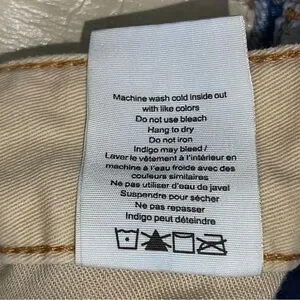 Machine wash cold inside out
with like colors
Do not use bleach
Hang to dry
Do not iron
Indigo may bleed /
Laver le vêtement à l'intérieur en
machine à l'eau froide avec des
couleurs similaires
Ne pas utiliser d'eau de javel
Suspendre pour sécher
Ne pas repasser
Indigo peut déteindre